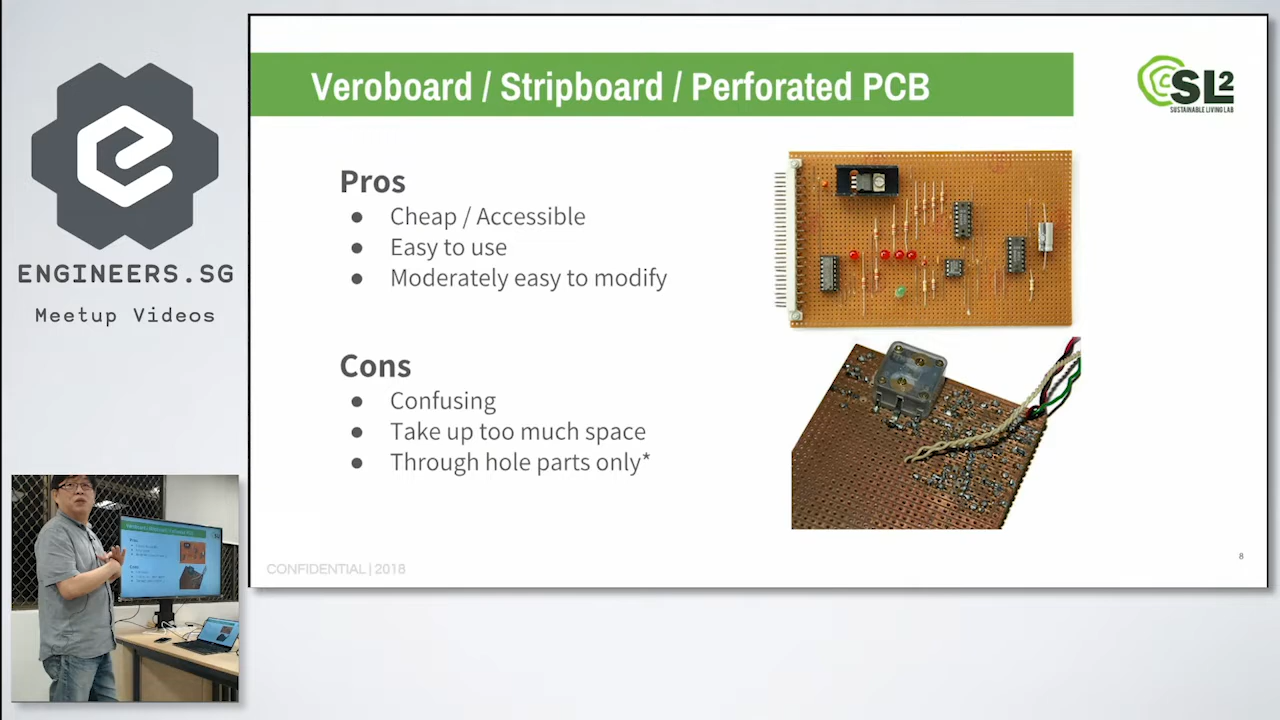 Veroboard / Stripboard / Perforated PCB
SL2
SUSTAINABLE LIVING LAB
ENGINEERS.SG
Meetup Videos
Pros
● Cheap / Accessible
● Easy to use
● Moderately easy to modify
Cons
● Confusing
● Take up too much space
● Through hole parts only*
CONFIDENTIAL | 2018
8